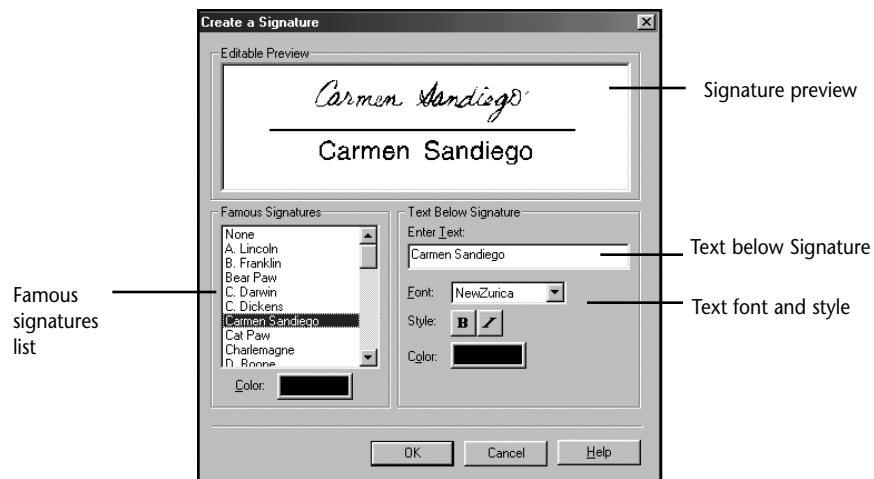 Create a Signature
Editable Preview
Carmen Sandiego
Carmen Sandiego
Signature preview
Famous Signatures
None
A. Lincoln
B. Franklin
Bear Paw
C. Darwin
C. Dickens
Carmen Sandiego
Cat Paw
Charlemagne
D. Boone
Color:
Text Below Signature
Enter Text:
Carmen Sandiego
Font: NewZurica
Style: B I
Color:
Text below Signature
Text font and style
Famous
signatures
list
OK Cancel Help